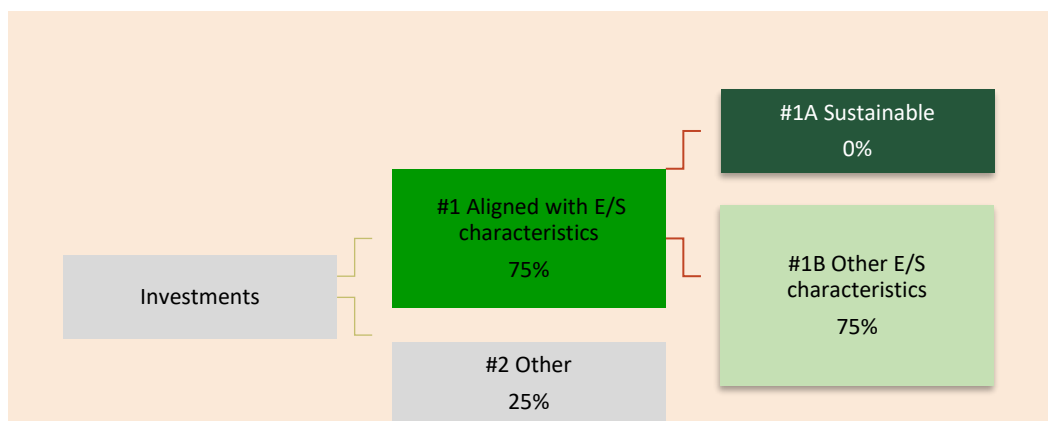 #1A Sustainable
0%
#1 Aligned with E/S
characteristics
75%
#1B Other E/S
characteristics
75%
Investments
#2 Other
25%